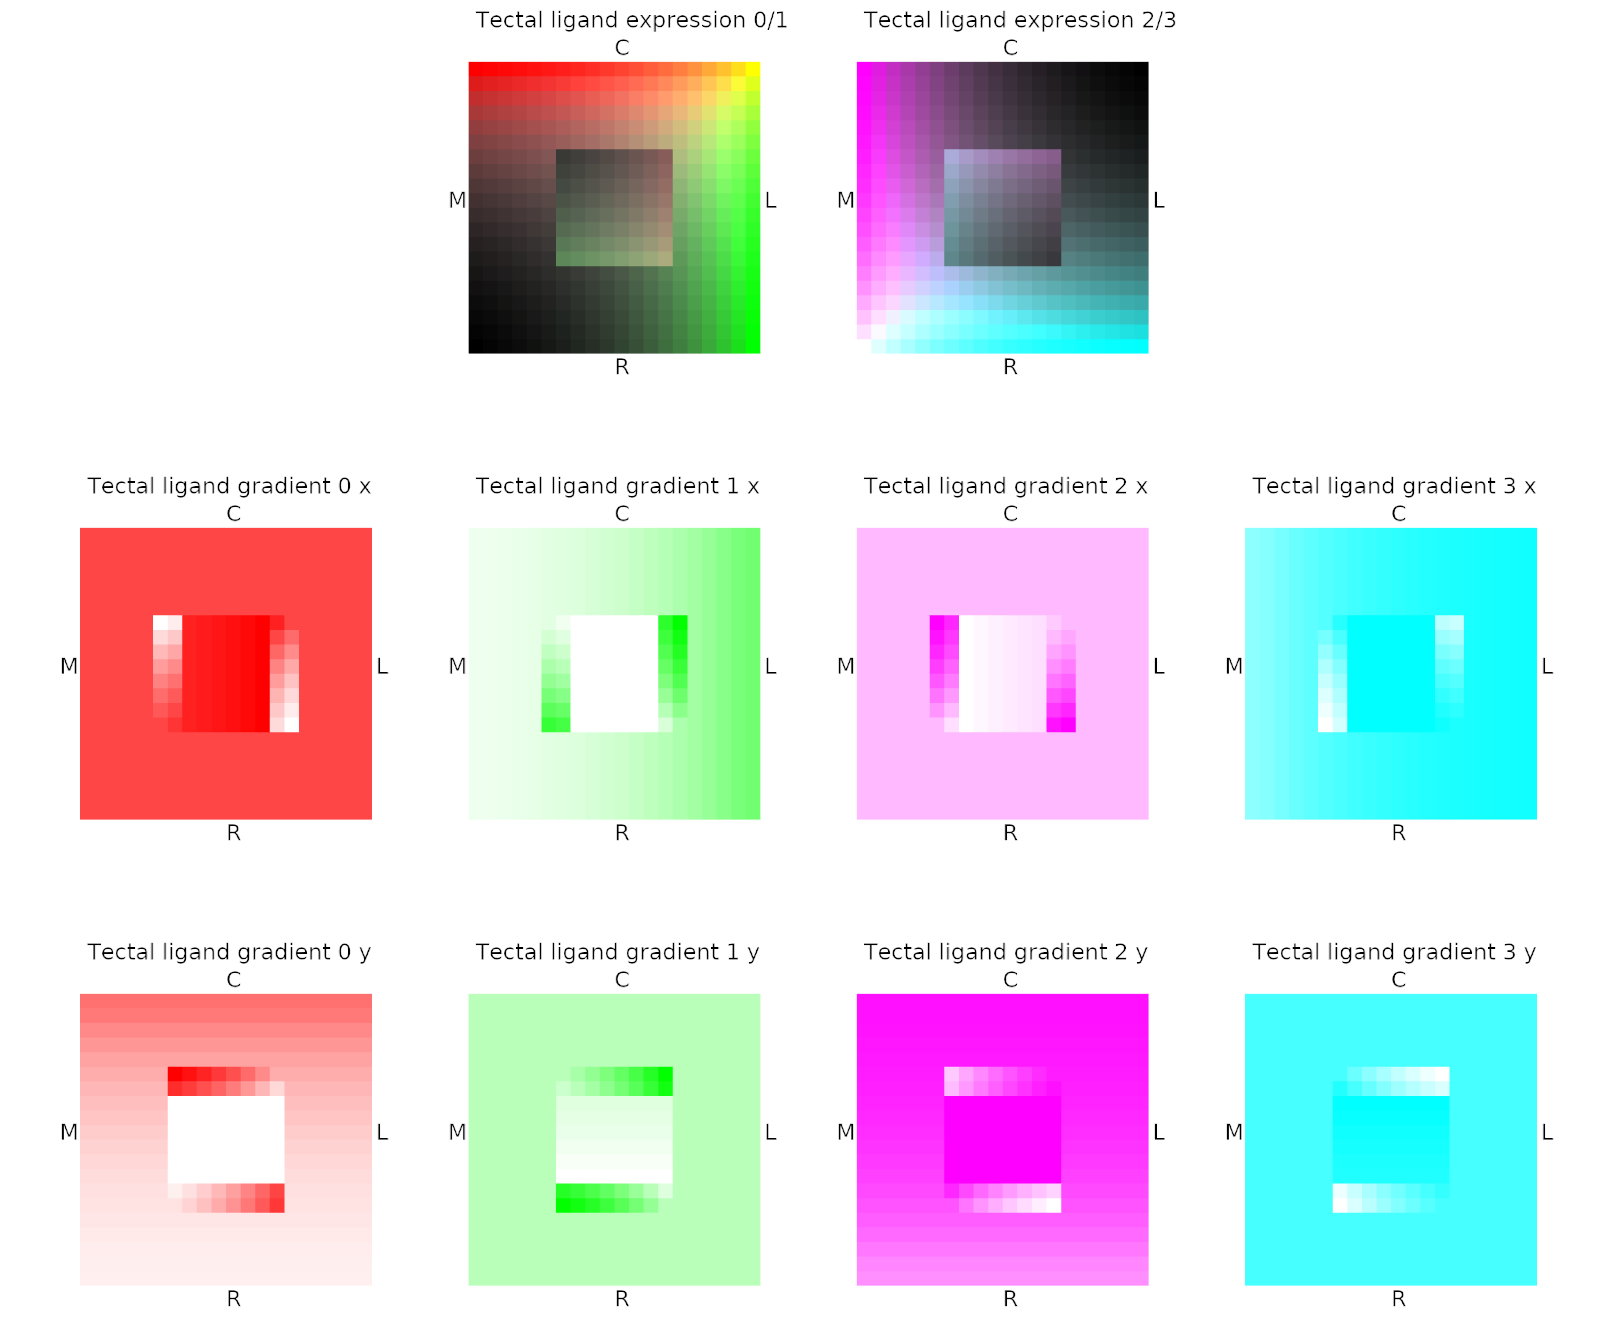 Tectal ligand expression 0/1
C
M
L
R
Tectal ligand expression 2/3
C
M
L
R
Tectal ligand gradient 0 x
C
M
L
R
Tectal ligand gradient 1 x
C
M
L
R
Tectal ligand gradient 2 x
C
M
L
R
Tectal ligand gradient 3 x
C
M
L
R
Tectal ligand gradient 0 y
C
M
L
R
Tectal ligand gradient 1 y
C
M
L
R
Tectal ligand gradient 2 y
C
M
L
R
Tectal ligand gradient 3 y
C
M
L
R